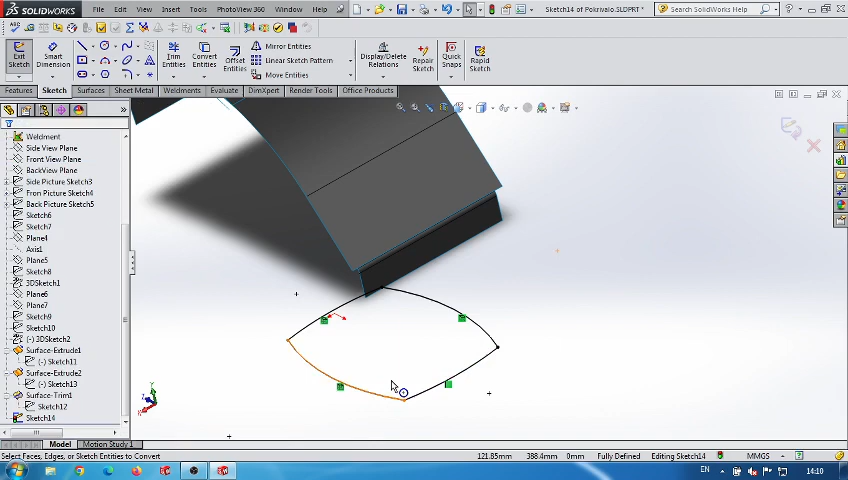 SOLIDWORKS
File Edit View Insert Tools PhotoView 360 Window Help
Sketch14 of Pokrivalo.SLDPRT *
Search SolidWorks Help
Exit Sketch
Smart Dimension
Trim Entities
Convert Entities
Offset Entities
Mirror Entities
Linear Sketch Pattern
Move Entities
Display/Delete Relations
Repair Sketch
Quick Snaps
Rapid Sketch
Features Sketch Surfaces Sheet Metal Weldments Evaluate DimXpert Render Tools Office Products
Weldment
Side View Plane
Front View Plane
BackView Plane
Side Picture Sketch3
Fron Picture Sketch4
Back Picture Sketch5
Sketch6
Sketch7
Plane4
Axis1
Plane5
Sketch8
3DSketch1
Plane6
Plane7
Sketch9
Sketch10
(-) 3DSketch2
Surface-Extrude1
(-) Sketch11
Surface-Extrude2
(-) Sketch13
Surface-Trim1
Sketch12
Sketch14
Y
X
Model Motion Study 1
Select Faces, Edges, or Sketch Entities to Convert
121.85mm 388.4mm 0mm Fully Defined Editing Sketch14 MMGS
EN 14:10